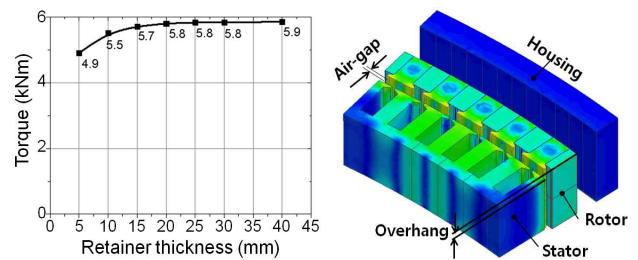 Torque (kNm)
6
4
2
0
4.9
5.5
5.7
5.8
5.8
5.8
5.9
0 5 10 15 20 25 30 35 40 45
Retainer thickness (mm)
Air-gap
Housing
Overhang
Rotor
Stator